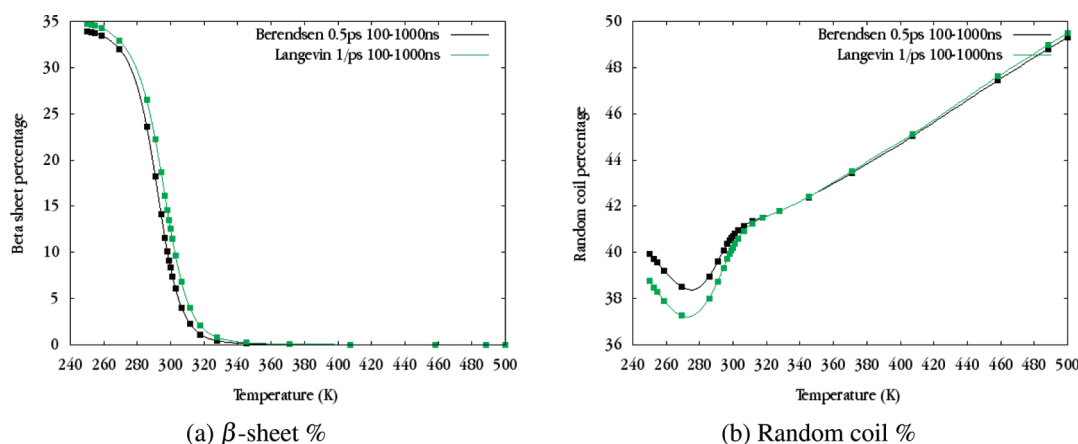 35
30
25
20
15
10
5
0
Beta sheet percentage
Berendsen 0.5ps 100-1000ns
Langevin 1/ps 100-1000ns
240 260 280 300 320 340 360 380 400 420 440 460 480 500
Temperature (K)
(a) β-sheet %
50
48
46
44
42
40
38
36
Random coil percentage
Berendsen 0.5ps 100-1000ns
Langevin 1/ps 100-1000ns
240 260 280 300 320 340 360 380 400 420 440 460 480 500
Temperature (K)
(b) Random coil %